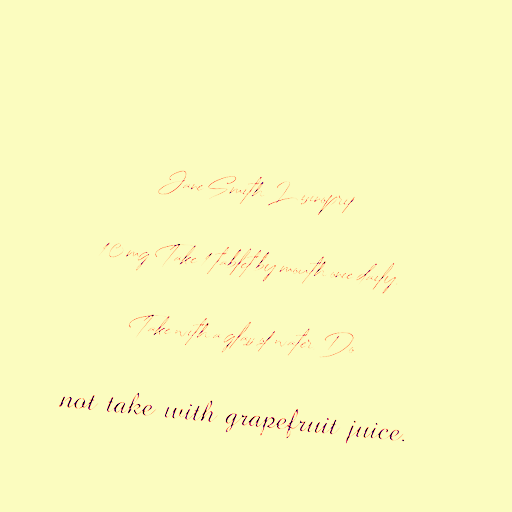 Jane Smith Lisinopril
10 mg Take 1 tablet by mouth once daily
Take with a glass of water Do
not take with grapefruit juice.